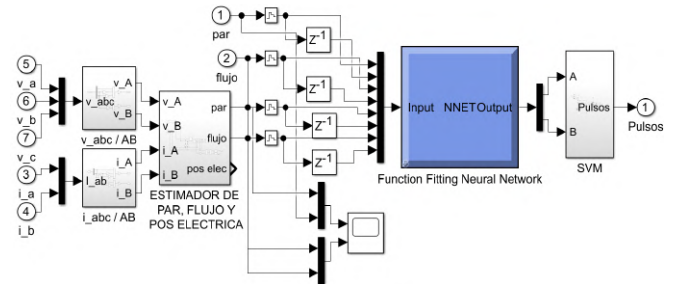 1
par
2
flujo
Z-1
Z-1
Z-1
Z-1
5
v_a
6
v_b
7
v_c
3
i_a
4
i_b
v_abc
v_A
v_B
v_abc / AB
I_ab
i_A
i_B
i_abc / AB
v_A
v_B
i_A
i_B
par
flujo
pos elec
ESTIMADOR DE
PAR, FLUJO Y
POS ELECTRICA
Input
NNETOutput
Function Fitting Neural Network
A
B
Pulsos
SVM
1
Pulsos